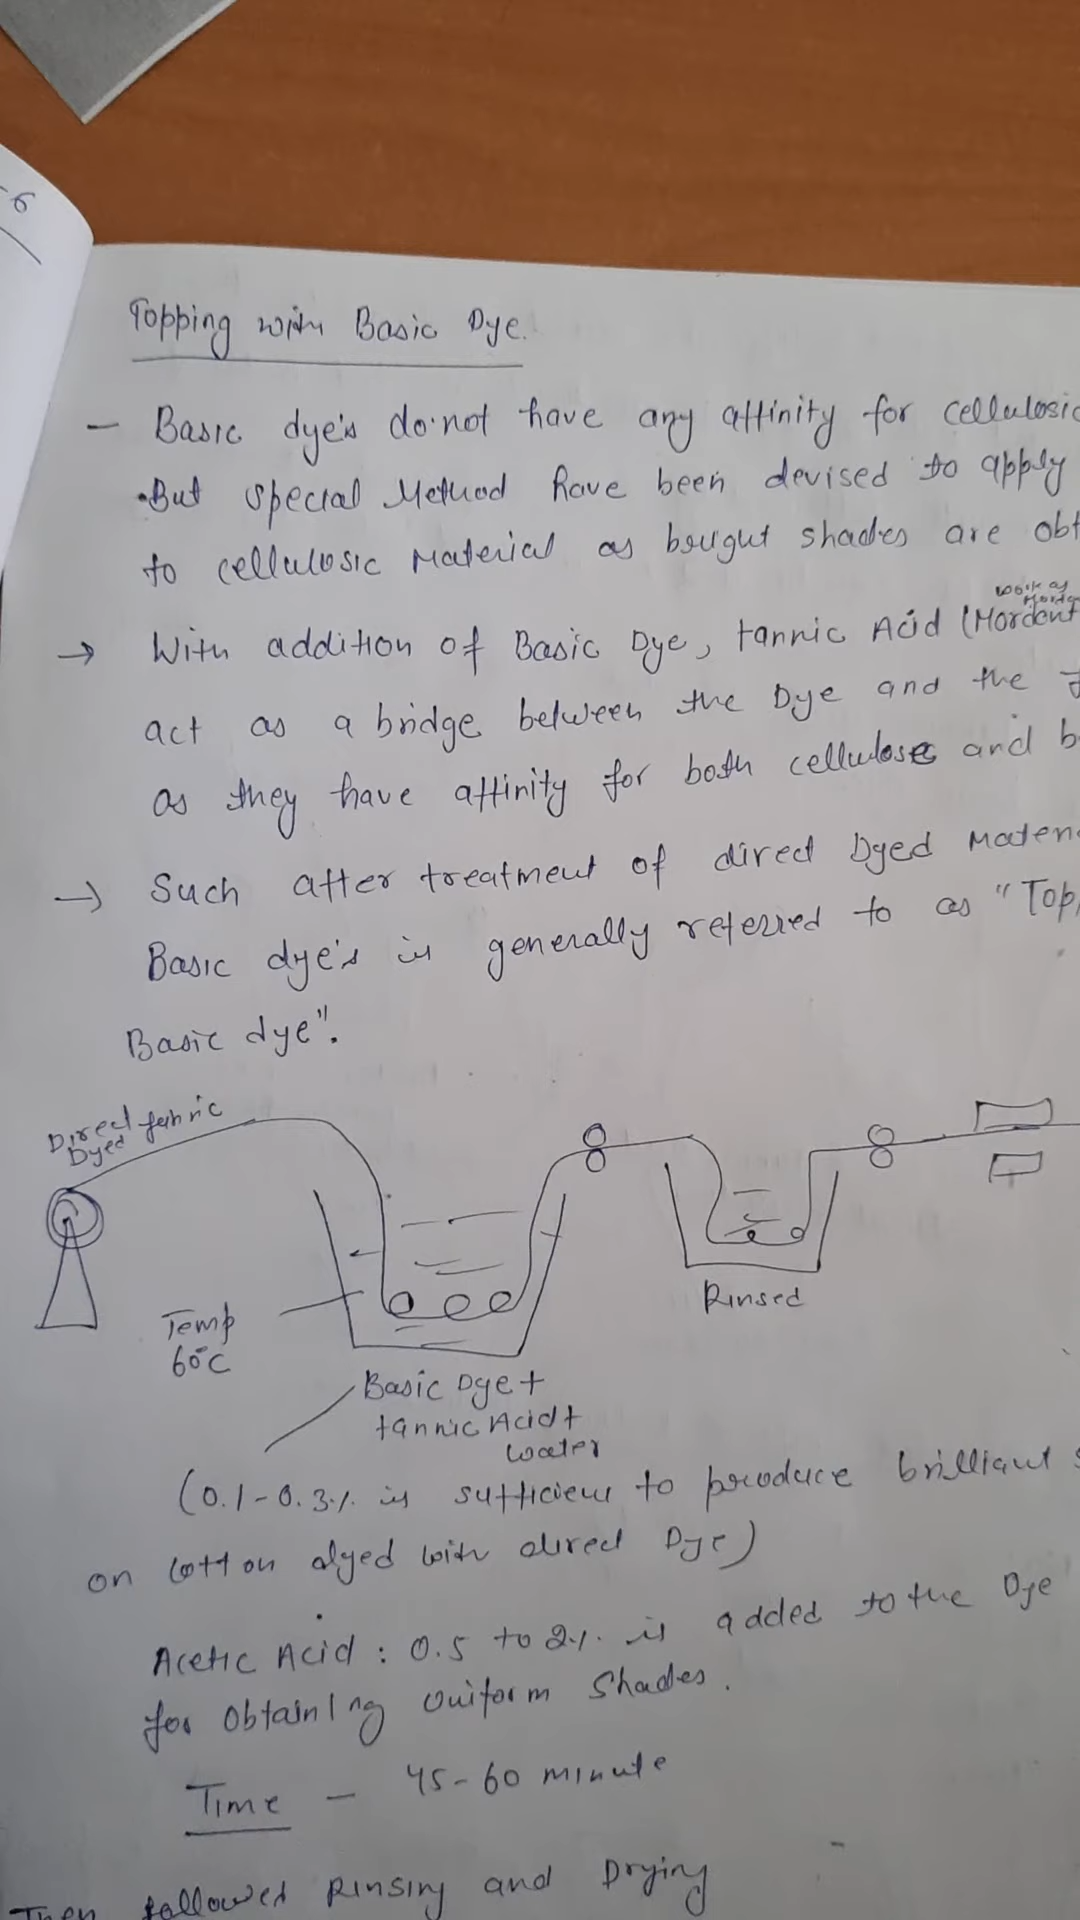 -6
Topping with Basic Dye.
- Basic dye's do not have any affinity for cellulosic
But special Method have been devised to apply
to cellulosic Material as bright shades are obt
work as
Morda
→ With addition of Basic Dye, tannic Acid (Mordent
act as a bridge between the Dye and the f
as they have affinity for both cellulose and b
→ Such after treatment of direct Dyed Mater
Basic dye's is generally referred to as "Top
Basic dye".
Direct fabric
Dyed
Temp
60°C
Rinsed
Basic Dye +
tannic Acid +
water
(0.1-0.3% is sufficient to produce brilliant s
on cotton dyed with direct Dye)
Acetic Acid : 0.5 to 2% is added to the Dye
for obtaining uniform shades.
Time - 45-60 minute
Then followed Rinsing and Drying